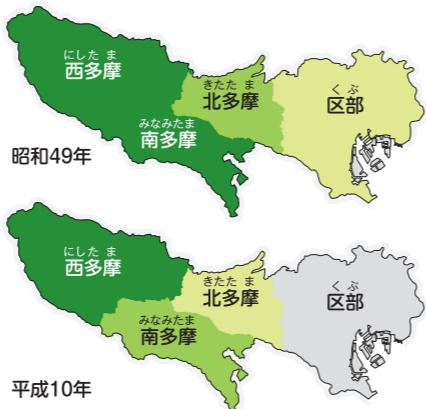 にしたま
西多摩
きたたま
北多摩
くぶ
区部
みなみたま
南多摩
昭和49年
にしたま
西多摩
きたたま
北多摩
くぶ
区部
みなみたま
南多摩
平成10年